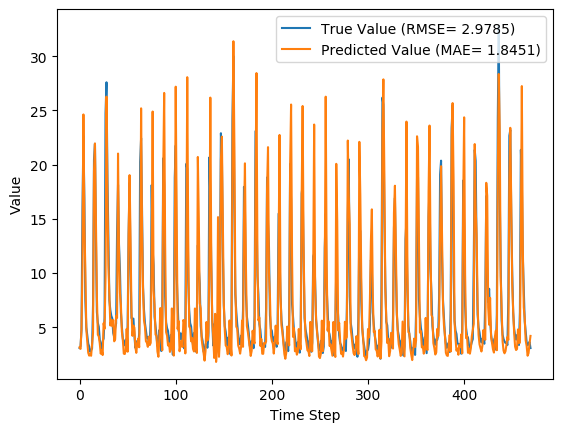 True Value (RMSE= 2.9785)
Predicted Value (MAE= 1.8451)
30
25
20
15
10
5
Value
0
100
200
300
400
Time Step